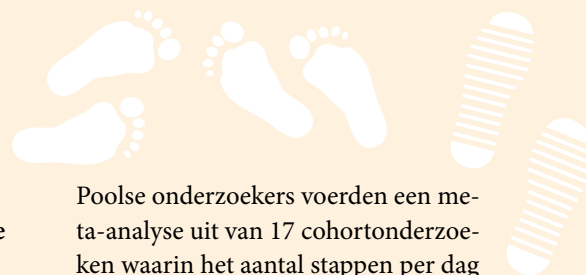 Poolse onderzoekers voerden een me-
e ta-analyse uit van 17 cohortonderzoe-
ken waarin het aantal stappen per dag